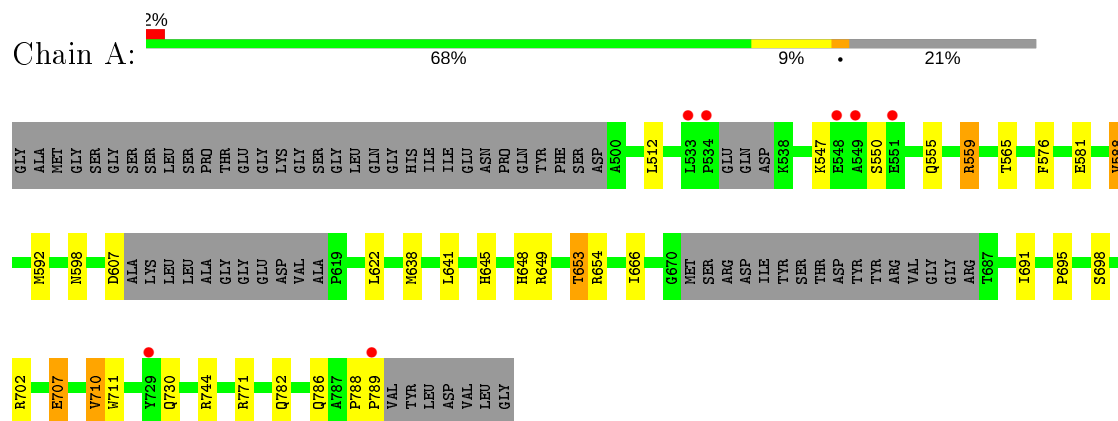 2%
Chain A:
68% 9% • 21%
GLY ALA MET GLY SER GLY SER SER LEU SER PRO THR GLU GLY LYS GLY SER GLY LEU GLN GLY HIS ILE ILE GLU ASN PRO GLN TYR PHE SER ASP A500 L512 L533 P534 GLU GLN ASP K538 K547 E548 A549 S550 E551 Q555 R559 T565 F576 E581 V588
M592 N598 D607 ALA LYS LEU LEU ALA GLY GLY GLU ASP VAL ALA P619 L622 M638 L641 H645 H648 R649 T653 R654 I666 G670 MET SER ARG ASP ILE TYR SER THR ASP TYR TYR ARG VAL GLY GLY ARG T687 I691 P695 S698
R702 E707 V710 W711 Y729 Q730 R744 R771 Q782 Q786 A787 P788 P789 VAL TYR LEU ASP VAL LEU GLY